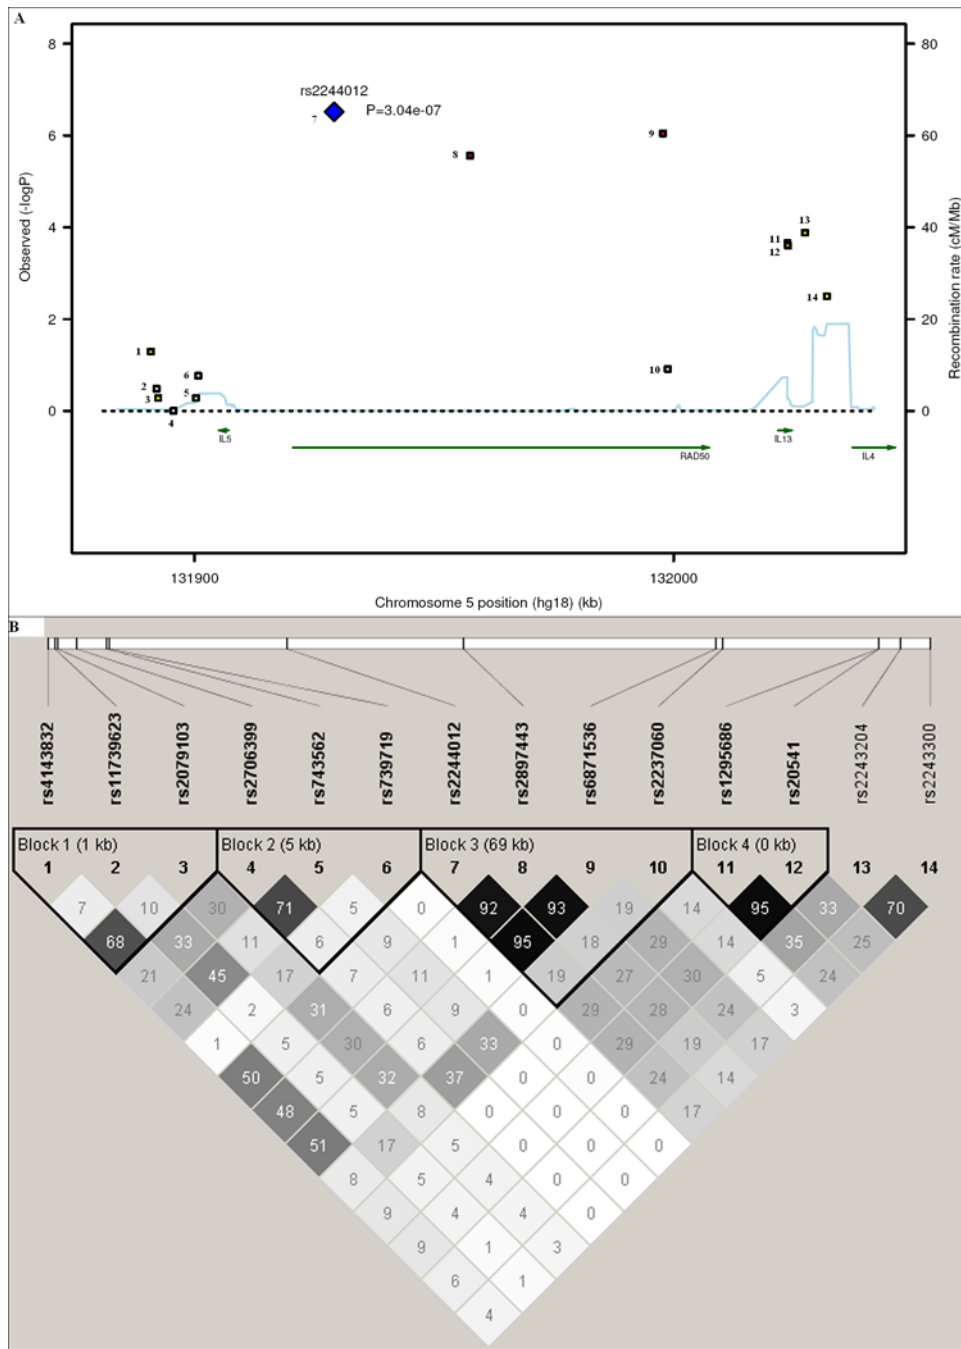 A
8
80
rs2244012
7
P=3.04e-07
6
60
9
8
Observed (-logP)
Recombination rate (cM/Mb)
4
40
13
11
12
14
2
20
1
10
6
2
5
3
0
0
4
IL5
RAD50
IL13
IL4
131900
132000
Chromosome 5 position (hg18) (kb)
B
rs4143832
rs11739623
rs2079103
rs2706399
rs743562
rs739719
rs2244012
rs2897443
rs6871536
rs2237060
rs1295686
rs20541
rs2243204
rs2243300
Block 1 (1 kb) Block 2 (5 kb) Block 3 (69 kb) Block 4 (0 kb)
1 2 3 4 5 6 7 8 9 10 11 12 13 14
7 10 30 71 5 0 92 93 19 14 95 33 70
68 33 11 6 9 1 95 18 29 14 35 25
21 45 17 7 11 1 19 27 30 5 24
24 2 31 6 9 0 29 28 24 3
1 5 30 6 33 0 29 19 17
50 5 32 37 0 0 24 14
48 5 8 0 0 0 17
51 17 5 0 0 0
8 5 4 0 0
9 4 4 0
9 1 3
6 1
4